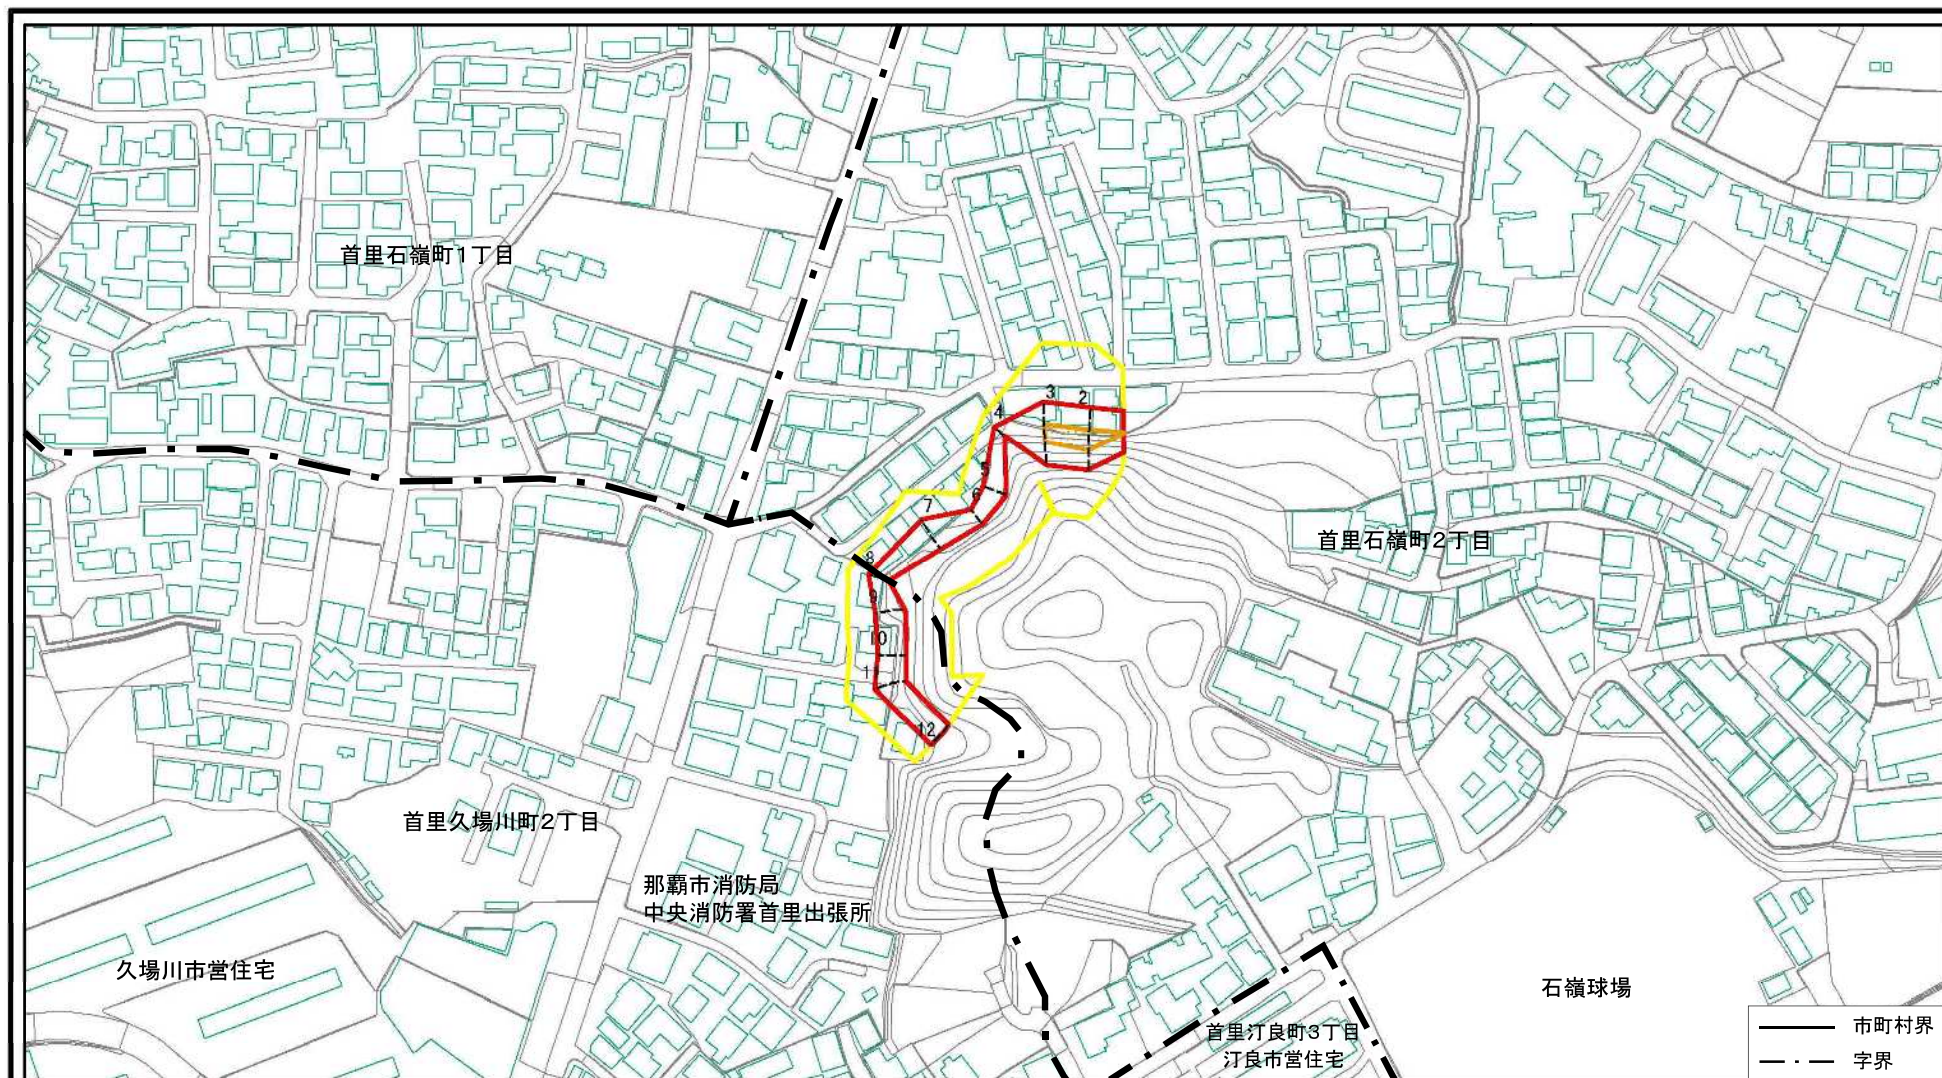 首里石嶺町1丁目
3
2
4
5
6
7
首里石嶺町2丁目
8
9
10
11
12
首里久場川町2丁目
那覇市消防局
中央消防署首里出張所
久場川市営住宅
石嶺球場
首里汀良町3丁目
汀良市営住宅
市町村界
字界